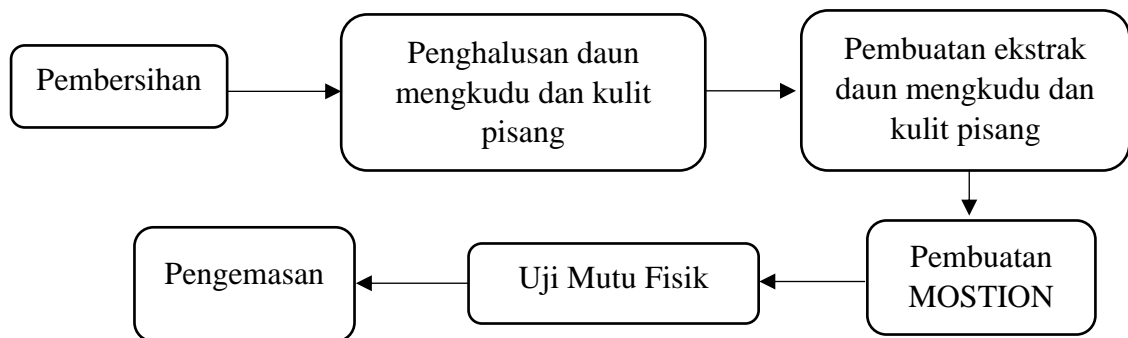 Pembersihan
Penghalusan daun
mengkudu dan kulit
pisang
Pembuatan ekstrak
daun mengkudu dan
kulit pisang
Pembuatan
MOSTION
Uji Mutu Fisik
Pengemasan